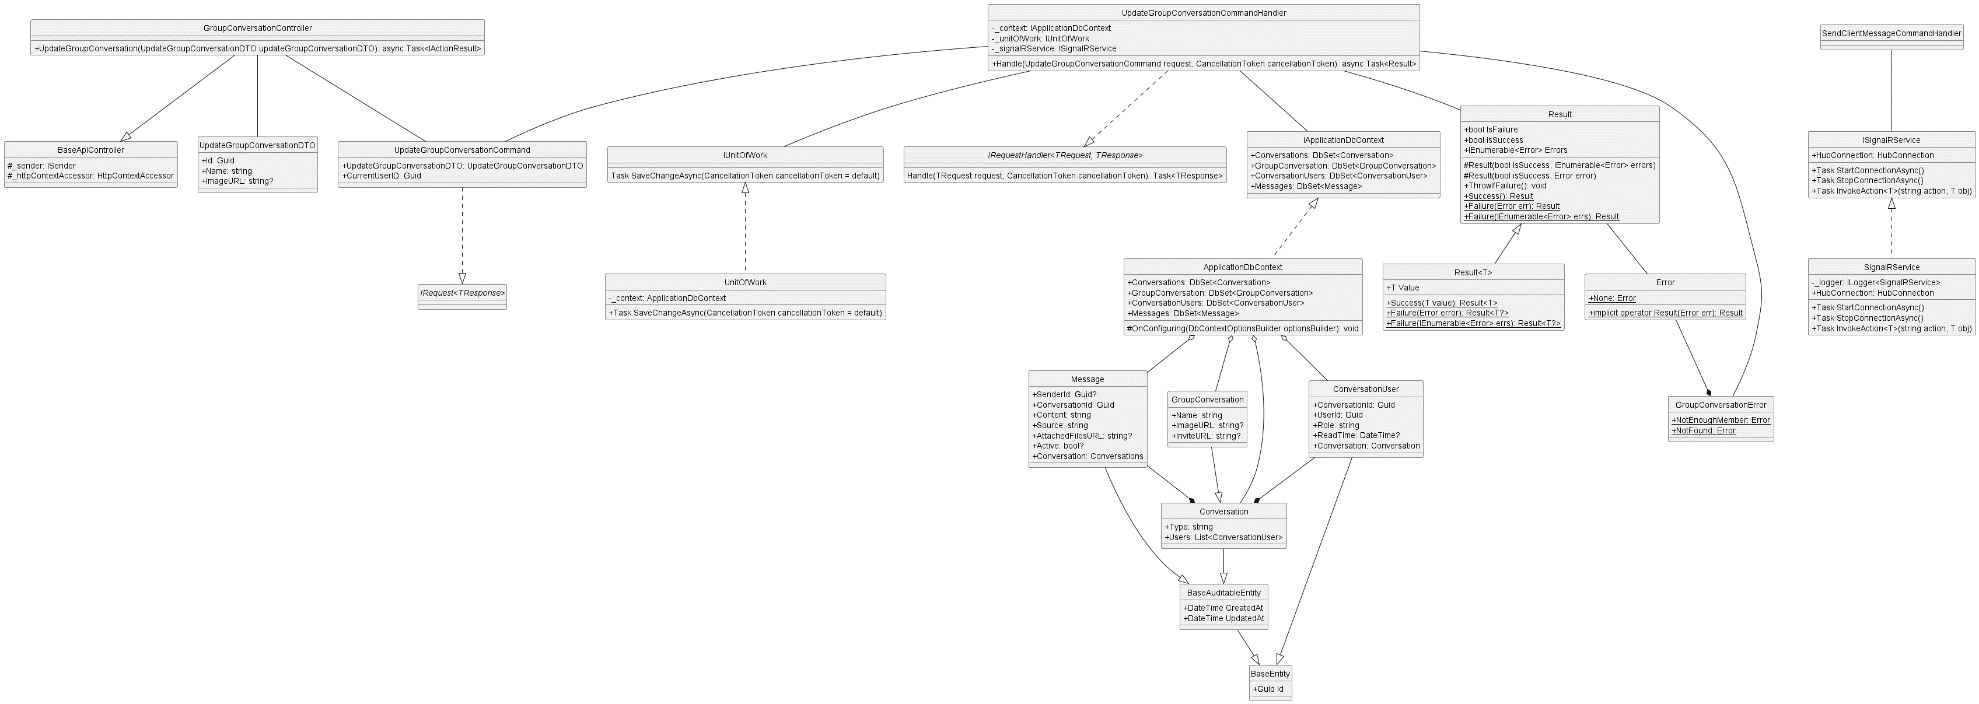 GroupConversationController
+UpdateGroupConversation(UpdateGroupConversationDTO updateGroupConversationDTO): async Task<IActionResult>
UpdateGroupConversationCommandHandler
-_context: IApplicationDbContext
-_unitOfWork: IUnitOfWork
-_signalRService: ISignalRService
+Handle(UpdateGroupConversationCommand request, CancellationToken cancellationToken): async Task<Result>
SendClientMessageCommandHandler
BaseApiController
#_sender: ISender
#_httpContextAccessor: HttpContextAccessor
UpdateGroupConversationDTO
+Id: Guid
+Name: string
+ImageURL: string?
UpdateGroupConversationCommand
+UpdateGroupConversationDTO: UpdateGroupConversationDTO
+CurrentUserID: Guid
IUnitOfWork
Task SaveChangeAsync(CancellationToken cancellationToken = default)
IRequestHandler<TRequest, TResponse>
Handle(TRequest request, CancellationToken cancellationToken) Task<TResponse>
IApplicationDbContext
+Conversations: DbSet<Conversation>
+GroupConversation: DbSet<GroupConversation>
+ConversationUsers: DbSet<ConversationUser>
+Messages: DbSet<Message>
Result
+bool IsFailure
+bool IsSuccess
+IEnumerable<Error> Errors
#Result(bool isSuccess, IEnumerable<Error> errors)
#Result(bool isSuccess, Error error)
+ThrowIfFailure(): void
+Success(): Result
+Failure(Error err): Result
+Failure(IEnumerable<Error> errs): Result
ISignalRService
+HubConnection: HubConnection
+Task StartConnectionAsync()
+Task StopConnectionAsync()
+Task InvokeAction<T>(string action, T obj)
IRequest<TResponse>
UnitOfWork
-_context: ApplicationDbContext
+Task SaveChangeAsync(CancellationToken cancellationToken = default)
ApplicationDbContext
+Conversations: DbSet<Conversation>
+GroupConversation: DbSet<GroupConversation>
+ConversationUsers: DbSet<ConversationUser>
+Messages: DbSet<Message>
#OnConfiguring(DbContextOptionsBuilder optionsBuilder) void
Result<T>
+T Value
+Success(T value): Result<T>
+Failure(Error error): Result<T?>
+Failure(IEnumerable<Error> errs): Result<T?>
Error
+None: Error
+implicit operator Result(Error err): Result
SignalRService
-_logger: ILogger<SignalRService>
+HubConnection: HubConnection
+Task StartConnectionAsync()
+Task StopConnectionAsync()
+Task InvokeAction<T>(string action, T obj)
Message
+SenderId: Guid?
+ConversationId: Guid
+Content: string
+Source: string
+AttachedFilesURL: string?
+Active: bool?
+Conversation: Conversations
GroupConversation
+Name: string
+ImageURL: string?
+InviteURL: string?
ConversationUser
+ConversationId: Guid
+UserId: Guid
+Role: string
+ReadTime: DateTime?
+Conversation: Conversation
GroupConversationError
+NotEnoughMember: Error
+NotFound: Error
Conversation
+Type: string
+Users: List<ConversationUser>
BaseAuditableEntity
+DateTime CreatedAt
+DateTime UpdatedAt
BaseEntity
+Guid Id